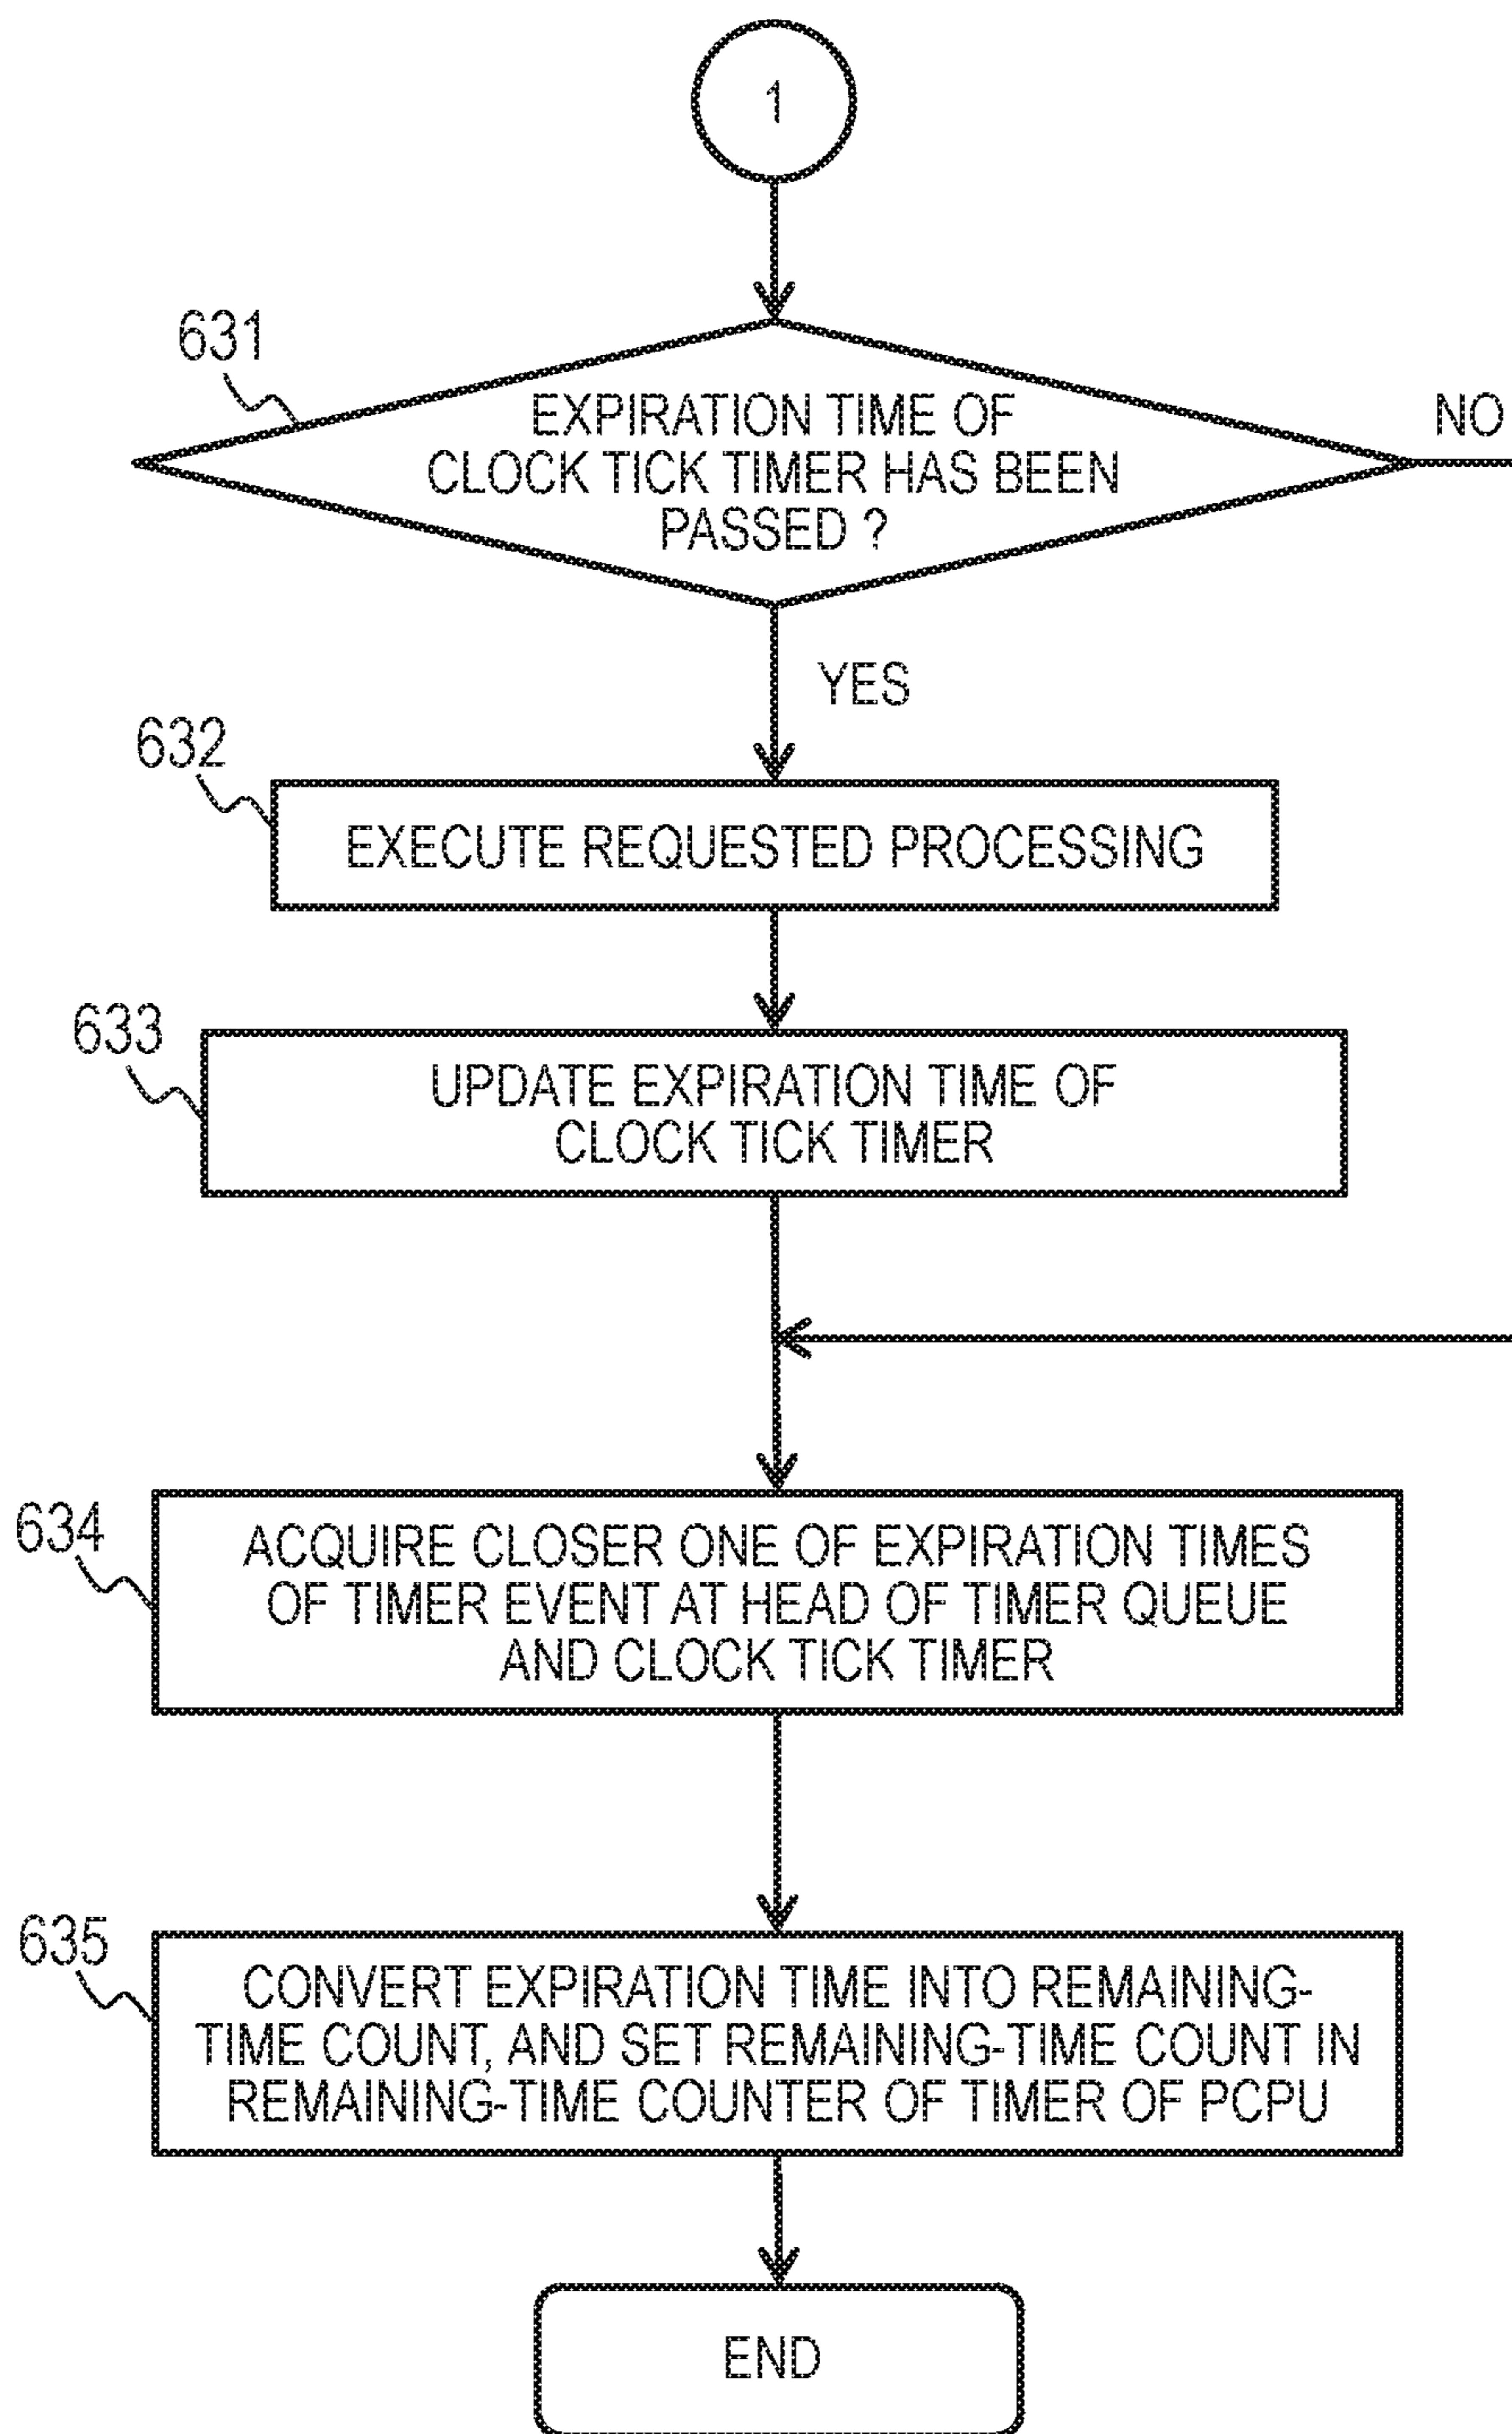 1
631
EXPIRATION TIME OF
CLOCK TICK TIMER HAS BEEN
PASSED ?
NO
YES
632
EXECUTE REQUESTED PROCESSING
633
UPDATE EXPIRATION TIME OF
CLOCK TICK TIMER
634
ACQUIRE CLOSER ONE OF EXPIRATION TIMES
OF TIMER EVENT AT HEAD OF TIMER QUEUE
AND CLOCK TICK TIMER
635
CONVERT EXPIRATION TIME INTO REMAINING-
TIME COUNT, AND SET REMAINING-TIME COUNT IN
REMAINING-TIME COUNTER OF TIMER OF PCPU
END